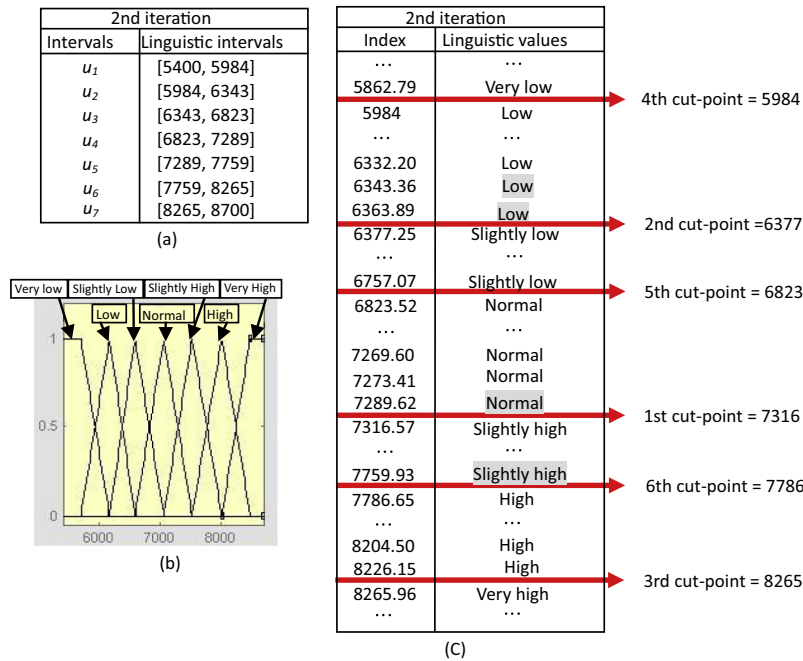 2nd iteration
Intervals Linguistic intervals
u1 [5400, 5984]
u2 [5984, 6343]
u3 [6343, 6823]
u4 [6823, 7289]
u5 [7289, 7759]
u6 [7759, 8265]
u7 [8265, 8700]
(a)
Very low Slightly Low Slightly High Very High
Low Normal High
1
0.5
0
6000 7000 8000
(b)
2nd iteration
Index Linguistic values
... ...
5862.79 Very low
4th cut-point = 5984
5984 Low
... ...
6332.20 Low
6343.36 Low
6363.89 Low
2nd cut-point =6377
6377.25 Slightly low
... ...
6757.07 Slightly low
5th cut-point = 6823
6823.52 Normal
... ...
7269.60 Normal
7273.41 Normal
7289.62 Normal
1st cut-point = 7316
7316.57 Slightly high
... ...
7759.93 Slightly high
6th cut-point = 7786
7786.65 High
... ...
8204.50 High
8226.15 High
3rd cut-point = 8265
8265.96 Very high
... ...
(C)